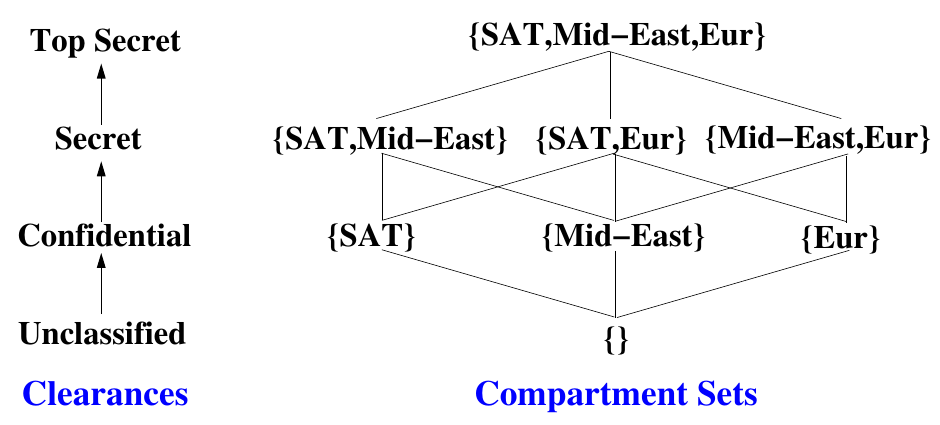 Top Secret
{SAT,Mid−East,Eur}
Secret
{SAT,Mid−East} {SAT,Eur} {Mid−East,Eur}
Confidential
{SAT} {Mid−East} {Eur}
Unclassified
{}
Clearances
Compartment Sets